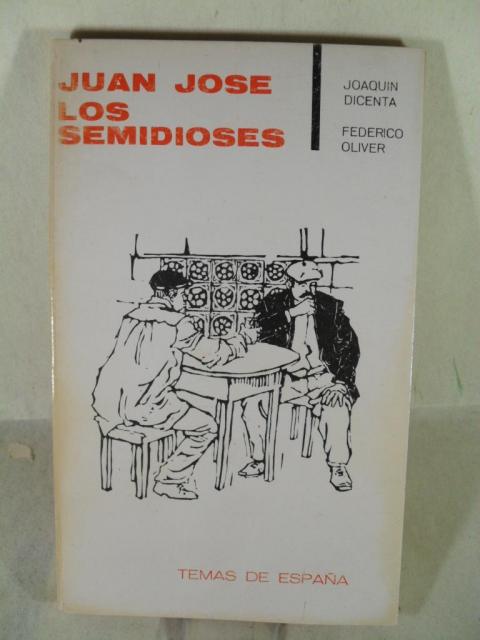 JUAN JOSE
LOS
SEMIDIOSES
JOAQUIN
DICENTA
FEDERICO
OLIVER
TEMAS DE ESPAÑA